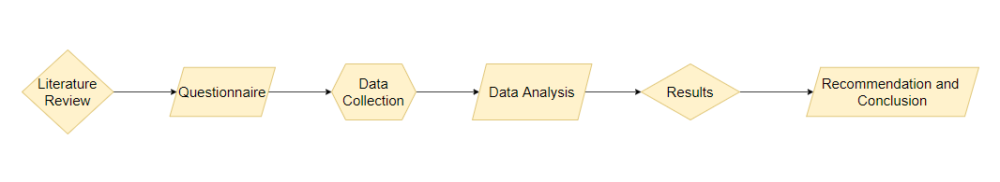 Literature
Review
Questionnaire
Data
Collection
Data Analysis
Results
Recommendation and
Conclusion